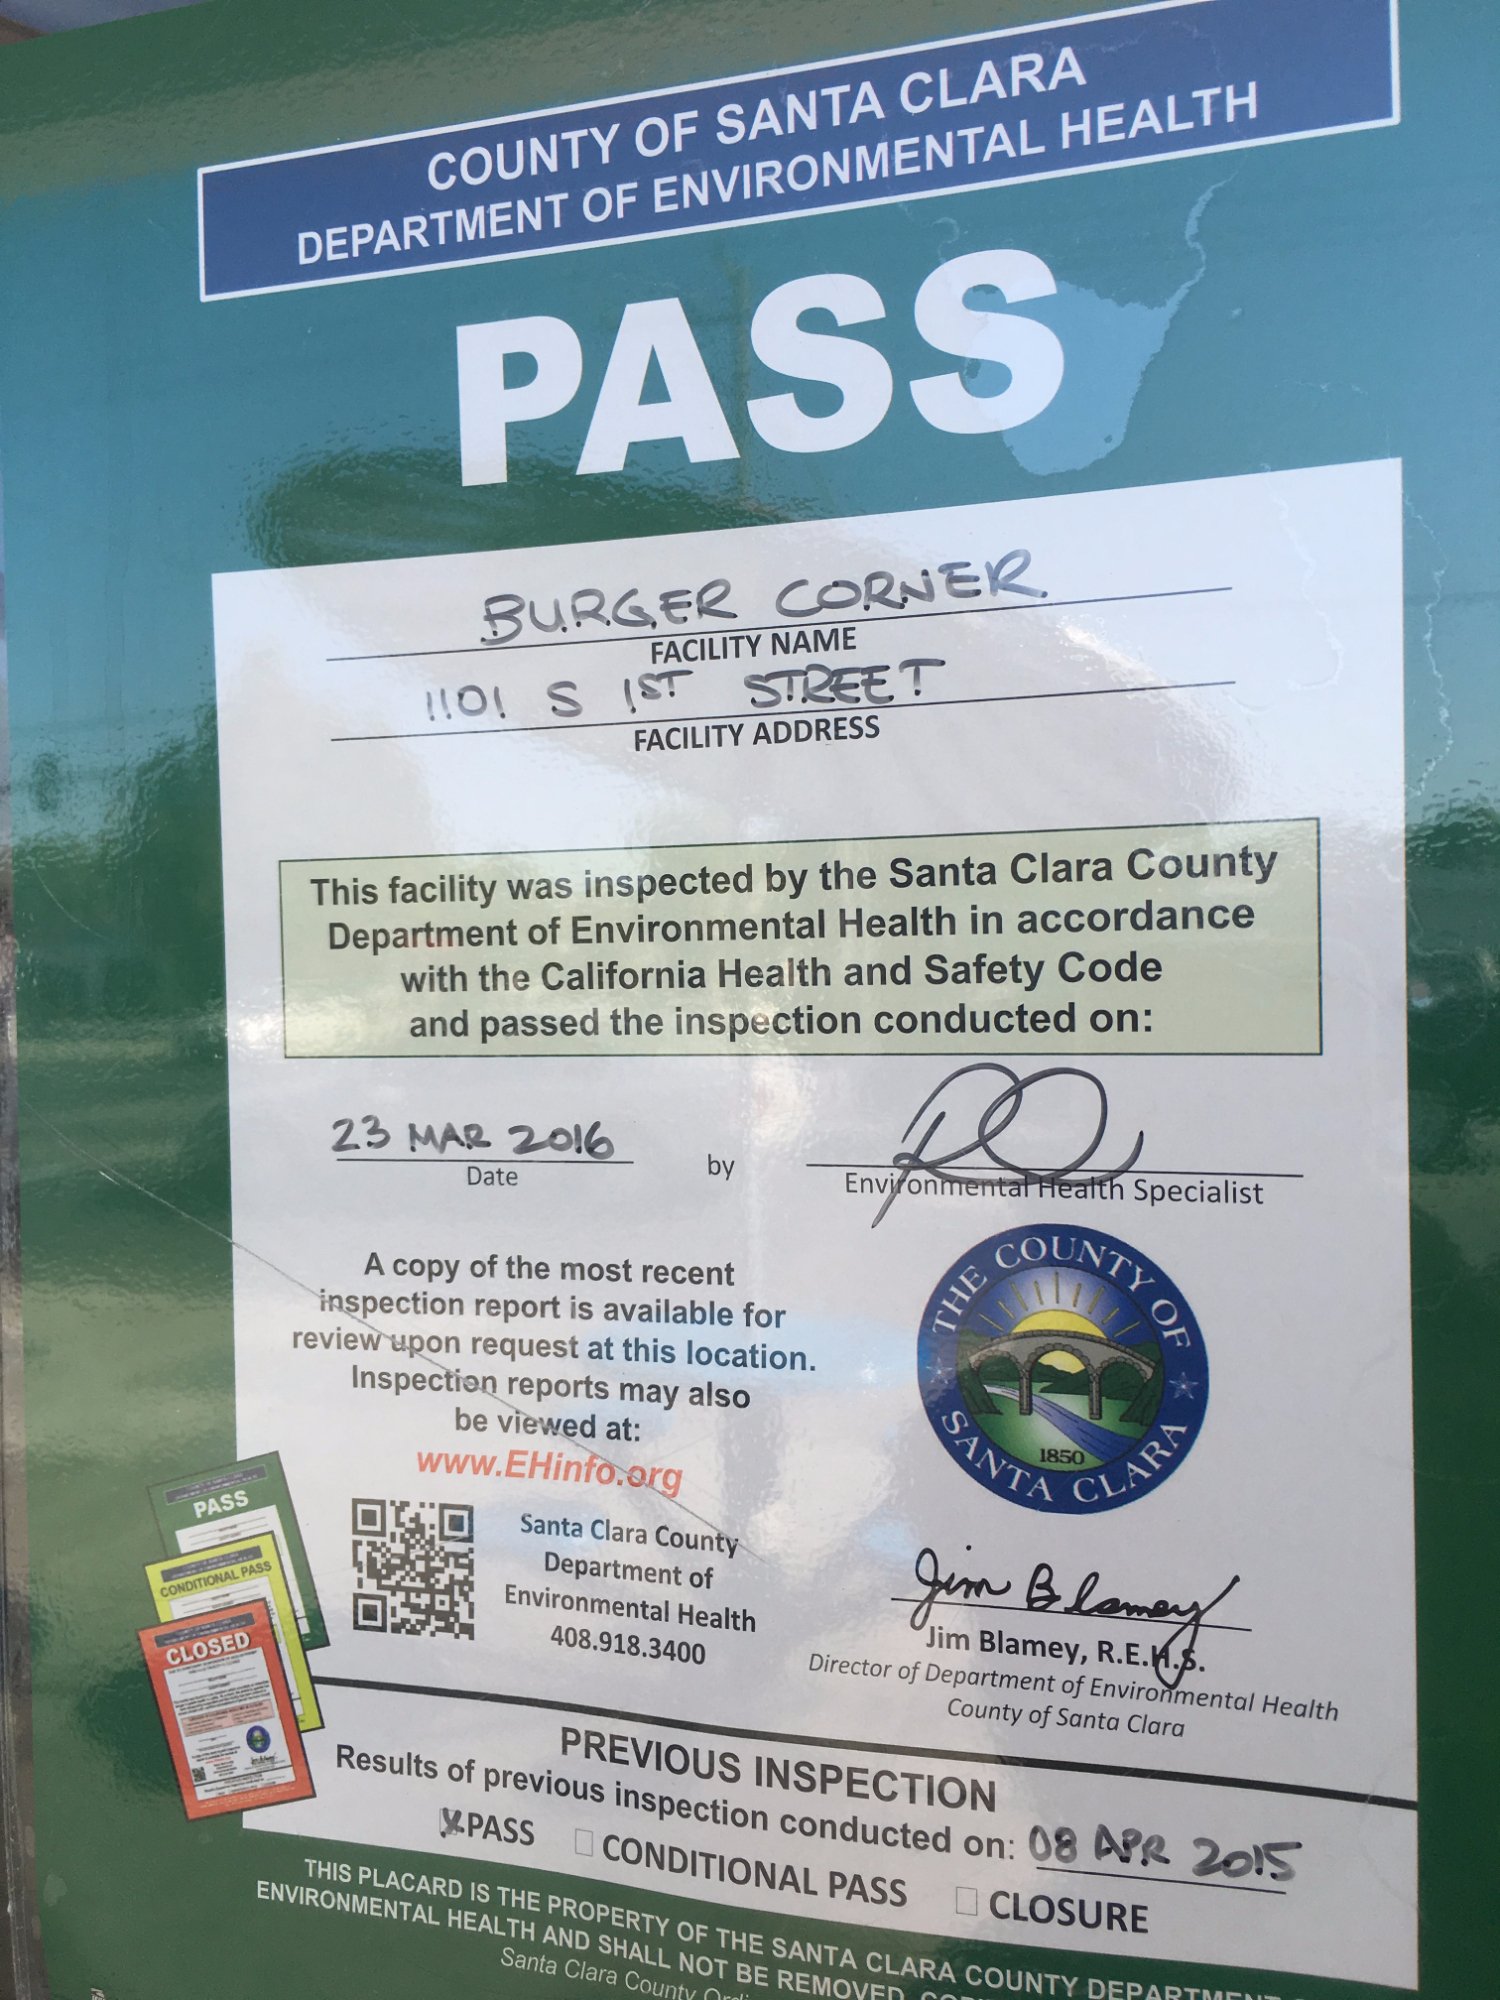 COUNTY OF SANTA CLARA
DEPARTMENT OF ENVIRONMENTAL HEALTH
PASS
BURGER CORNER
FACILITY NAME
1101 S 1ST STREET
FACILITY ADDRESS
This facility was inspected by the Santa Clara County
Department of Environmental Health in accordance
with the California Health and Safety Code
and passed the inspection conducted on:
23 MAR 2016
Date
by
Environmental Health Specialist
A copy of the most recent
inspection report is available for
review upon request at this location.
Inspection reports may also
be viewed at:
www.EHinfo.org
Santa Clara County
Department of
Environmental Health
408.918.3400
THE COUNTY OF
SANTA CLARA
1850
Jim Blamey
Jim Blamey, R.E.H.S.
Director of Department of Environmental Health
County of Santa Clara
PASS
CONDITIONAL PASS
CLOSED
PREVIOUS INSPECTION
Results of previous inspection conducted on: 08 APR 2015
PASS CONDITIONAL PASS CLOSURE
THIS PLACARD IS THE PROPERTY OF THE SANTA CLARA COUNTY DEPARTMENT
ENVIRONMENTAL HEALTH AND SHALL NOT BE REMOVED,
Santa Clara County